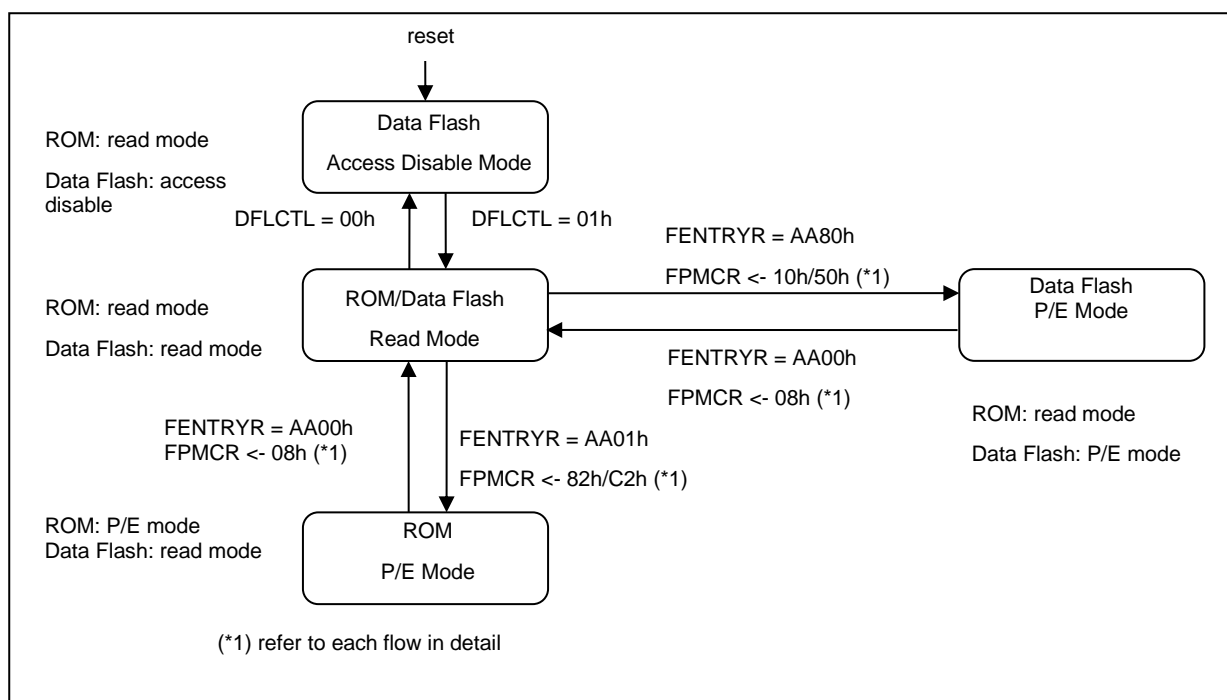 reset
Data Flash
Access Disable Mode
ROM: read mode
Data Flash: access
disable
DFLCTL = 00h
DFLCTL = 01h
FENTRYR = AA80h
FPMCR <- 10h/50h (*1)
ROM/Data Flash
Read Mode
Data Flash
P/E Mode
ROM: read mode
Data Flash: read mode
FENTRYR = AA00h
FPMCR <- 08h (*1)
ROM: read mode
Data Flash: P/E mode
FENTRYR = AA00h
FPMCR <- 08h (*1)
FENTRYR = AA01h
FPMCR <- 82h/C2h (*1)
ROM: P/E mode
Data Flash: read mode
ROM
P/E Mode
(*1) refer to each flow in detail